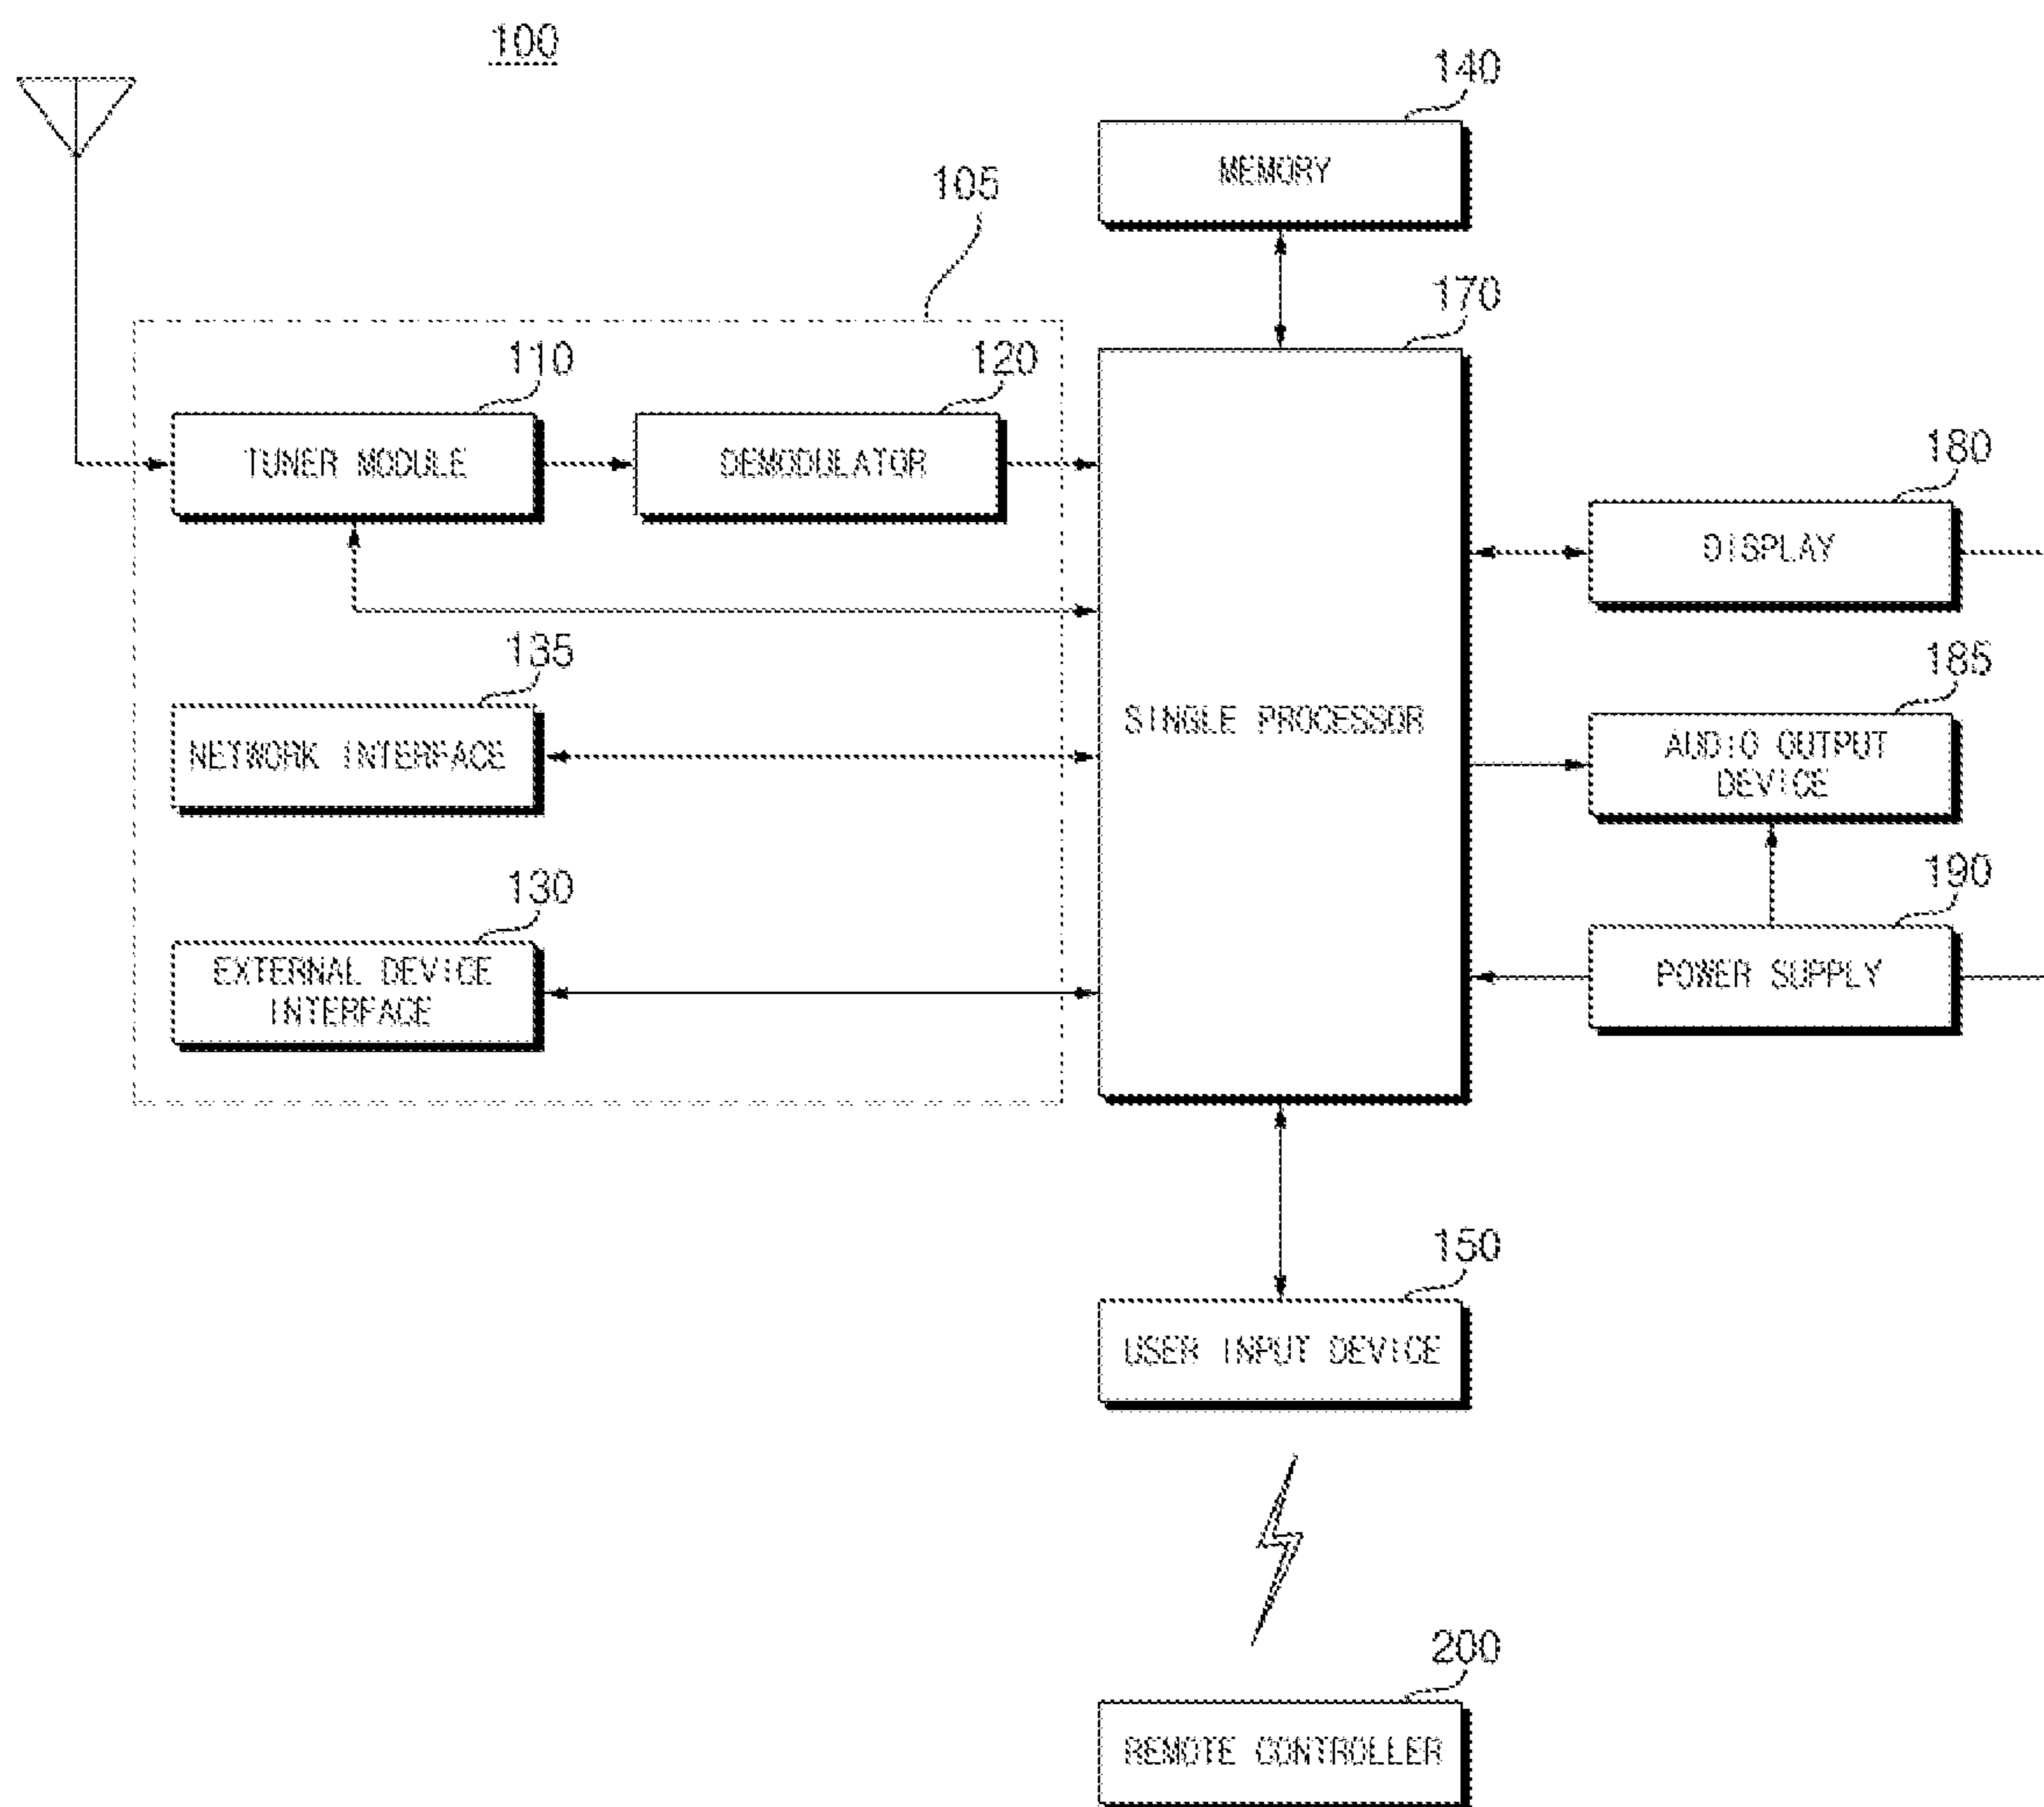 100
140
MEMORY
105
170
110
120
TUNER MODULE
DEMODULATOR
180
DISPLAY
135
NETWORK INTERFACE
SINGLE PROCESSOR
185
AUDIO OUTPUT
DEVICE
130
EXTERNAL DEVICE
INTERFACE
190
POWER SUPPLY
150
USER INPUT DEVICE
200
REMOTE CONTROLLER